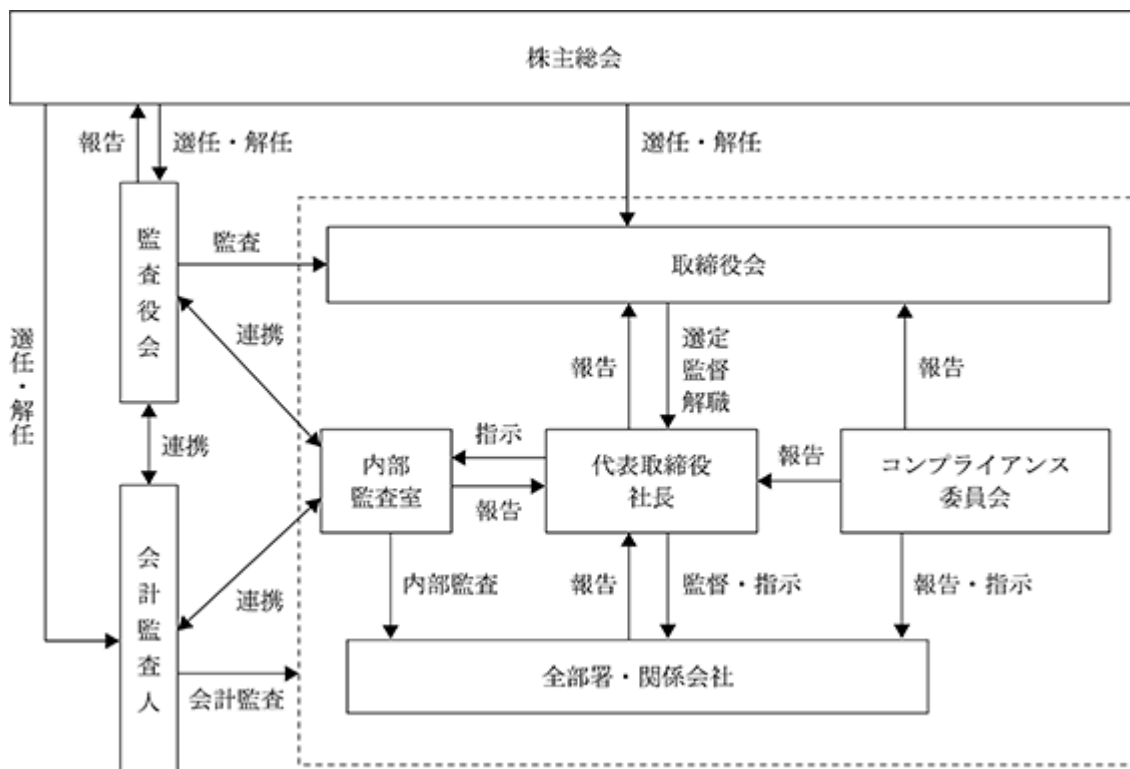 株主総会
報告
選任・解任
選任・解任
監査役会
監査
取締役会
選任・解任
連携
報告
選定
監督
解職
報告
連携
指示
内部
監査室
報告
代表取締役
社長
報告
コンプライアンス
委員会
会計監査人
連携
内部監査
報告
監督・指示
報告・指示
会計監査
全部署・関係会社